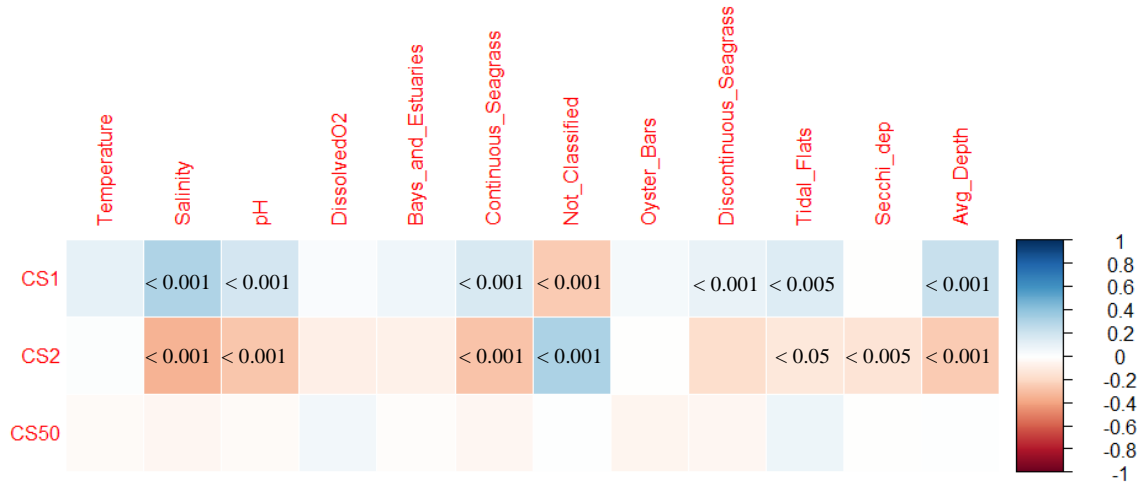 Temperature
Salinity
pH
DissolvedO2
Bays_and_Estuaries
Continuous_Seagrass
Not_Classified
Oyster_Bars
Discontinuous_Seagrass
Tidal_Flats
Secchi_dep
Avg_Depth
CS1
< 0.001 < 0.001 < 0.001 < 0.001 < 0.001 < 0.005 < 0.001
CS2
< 0.001 < 0.001 < 0.001 < 0.001 < 0.05 < 0.005 < 0.001
CS50
1
0.8
0.6
0.4
0.2
0
-0.2
-0.4
-0.6
-0.8
-1